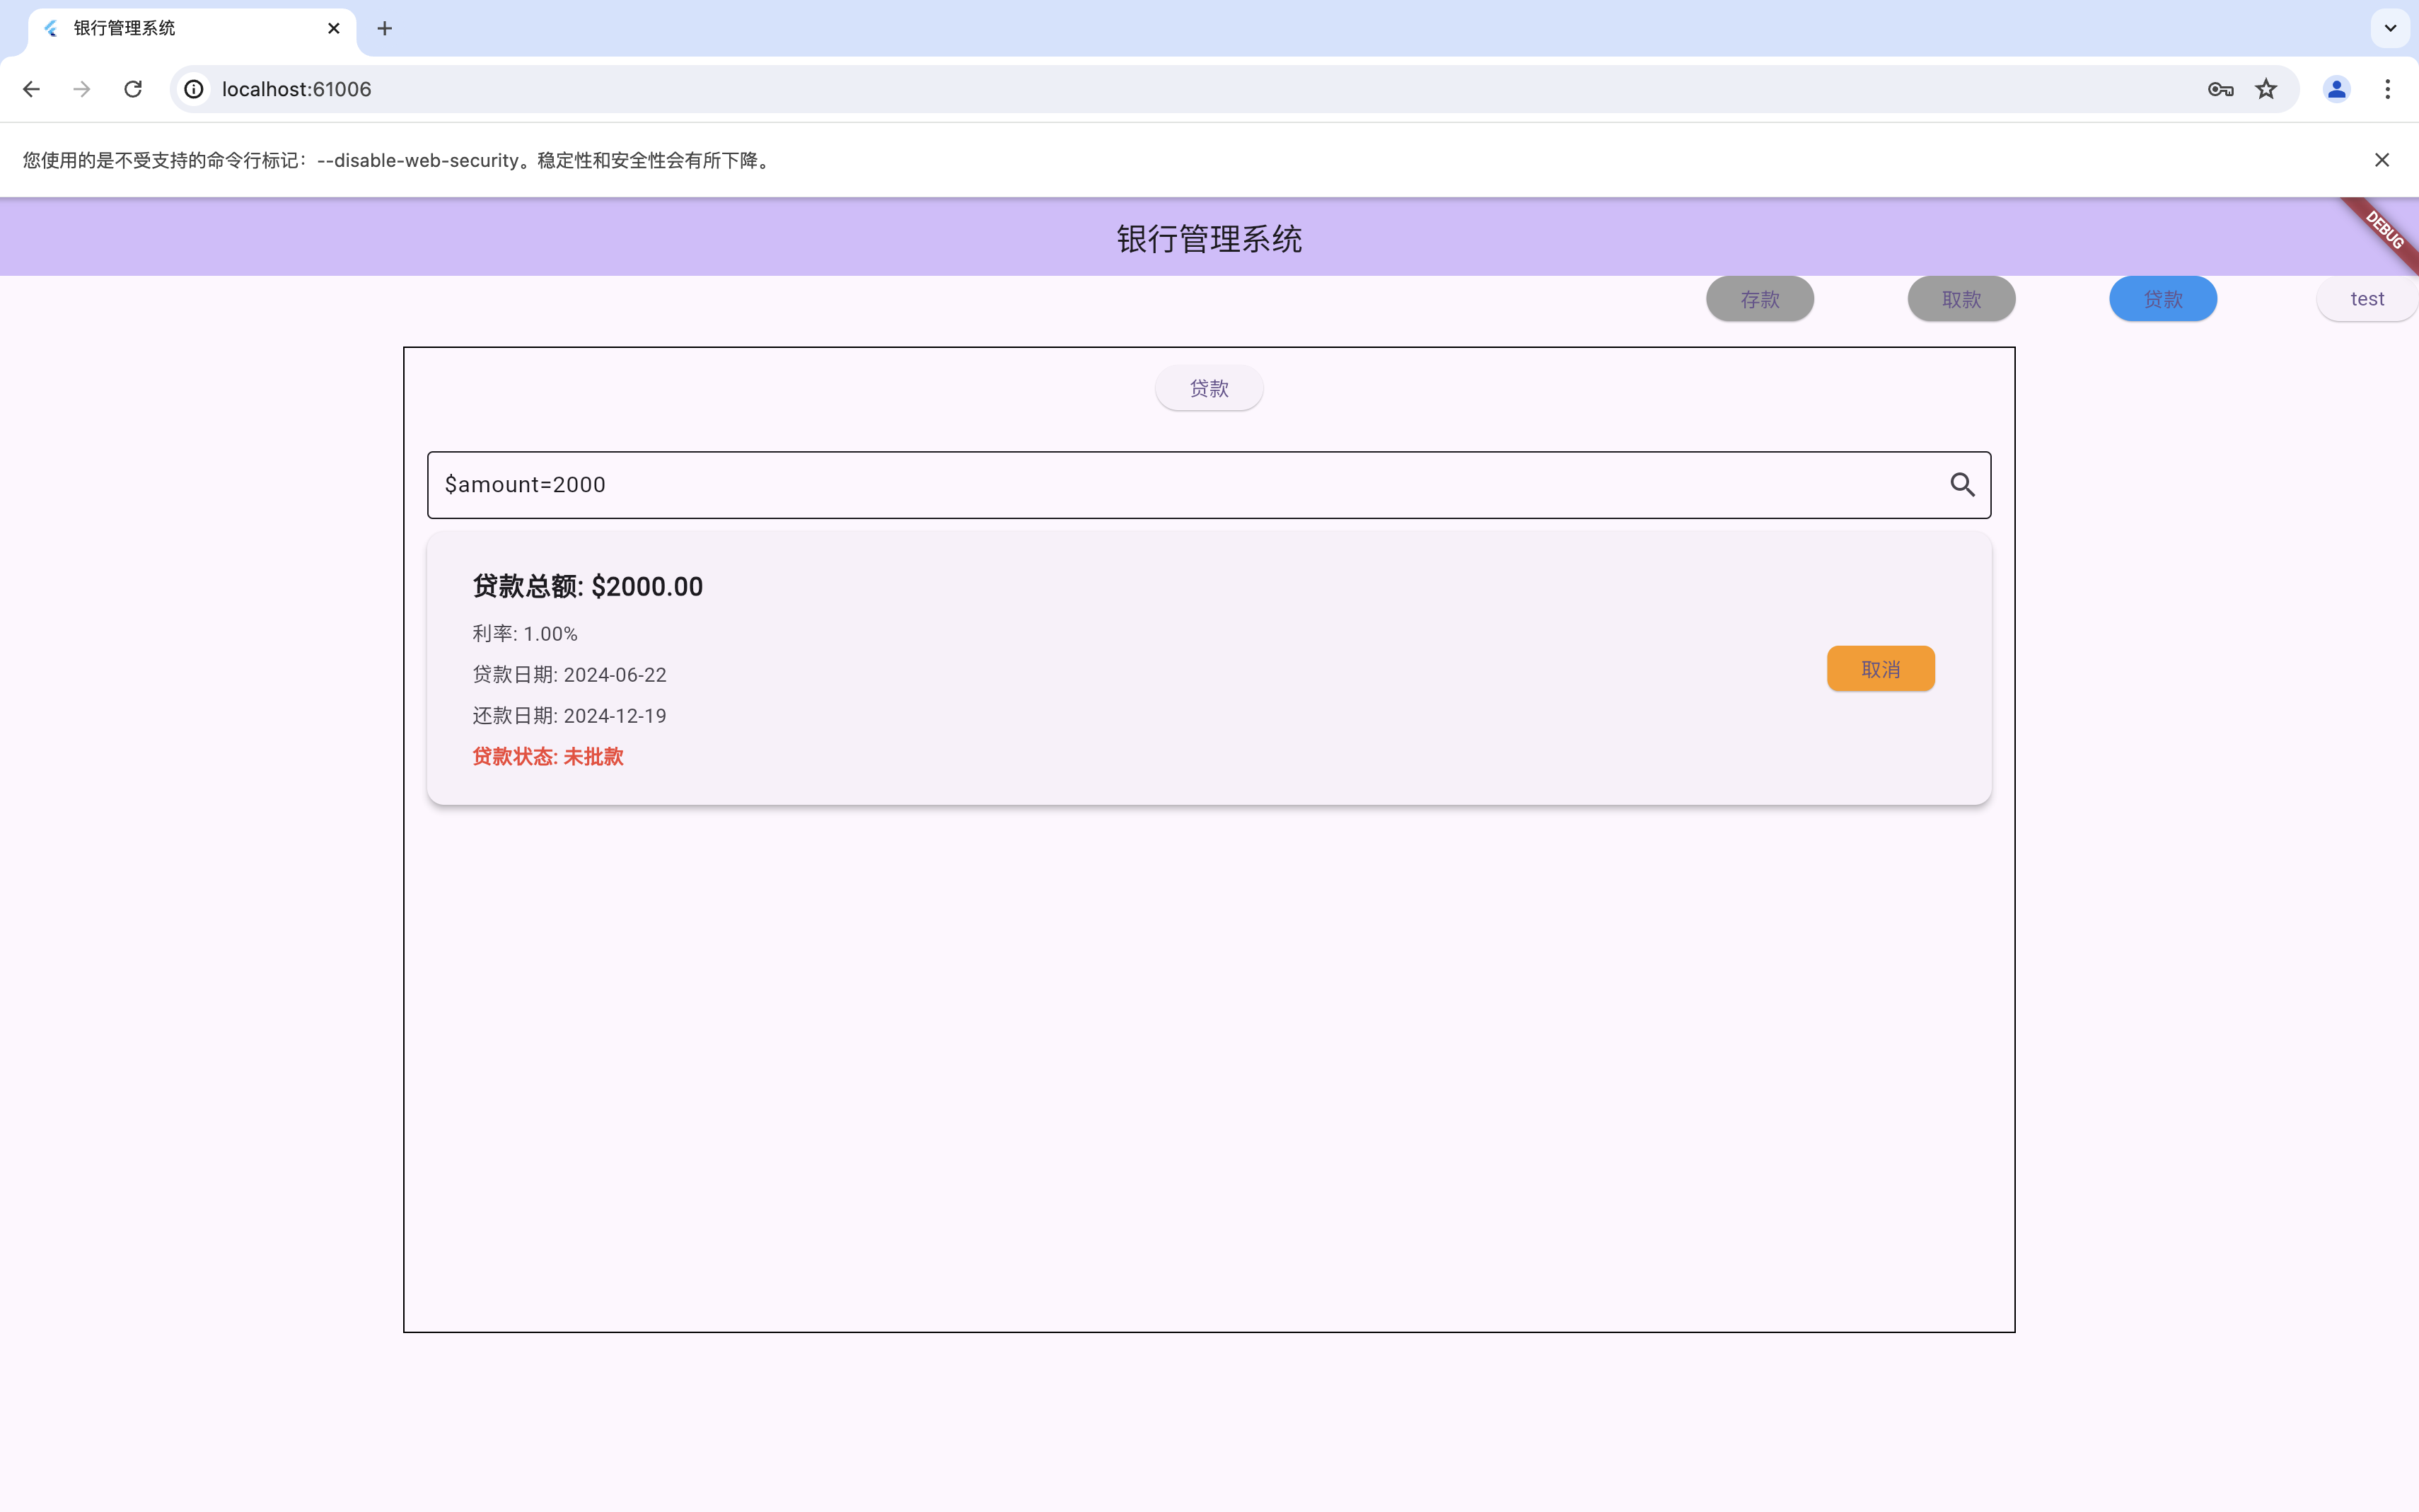 银行管理系统
localhost:61006
您使用的是不受支持的命令行标记：--disable-web-security。稳定性和安全性会有所下降。
银行管理系统
DEBUG
存款 取款 贷款 test
贷款
$amount=2000
贷款总额: $2000.00
利率: 1.00%
贷款日期: 2024-06-22
取消
还款日期: 2024-12-19
贷款状态: 未批款